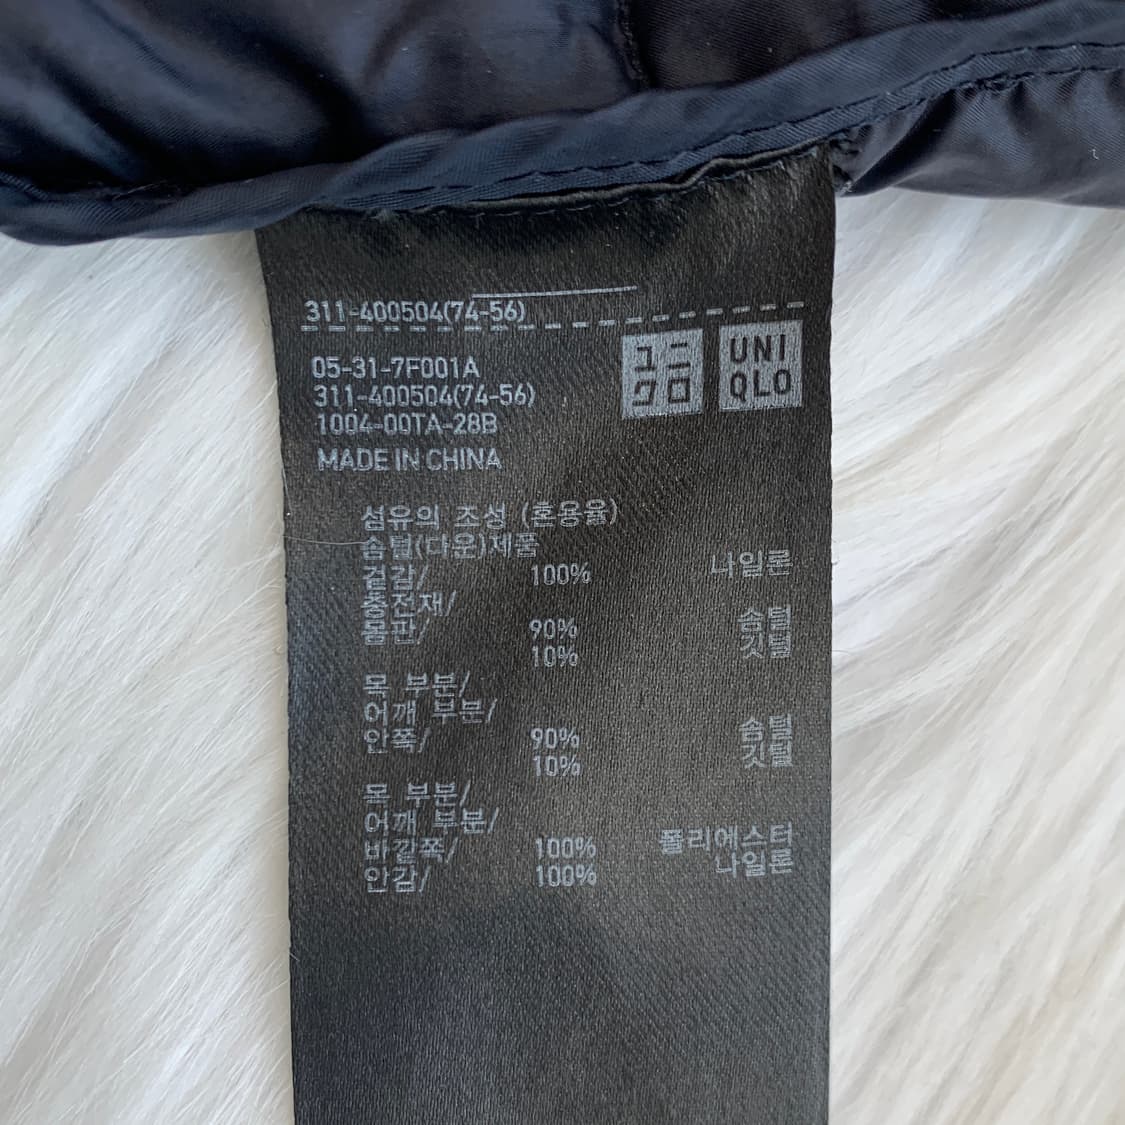 311-400504(74-56)
ユニ
クロ
UNI
QLO
05-31-7F001A
311-400504(74-56)
1004-00TA-28B
MADE IN CHINA
섬유의 조성 (혼용율)
솜털(다운)제품
겉감/ 100% 나일론
충전재/
몸판/ 90% 솜털
10% 깃털
목 부분/
어깨 부분/
안쪽/ 90% 솜털
10% 깃털
목 부분/
어깨 부분/
바깥쪽/ 100% 폴리에스터
안감/ 100% 나일론